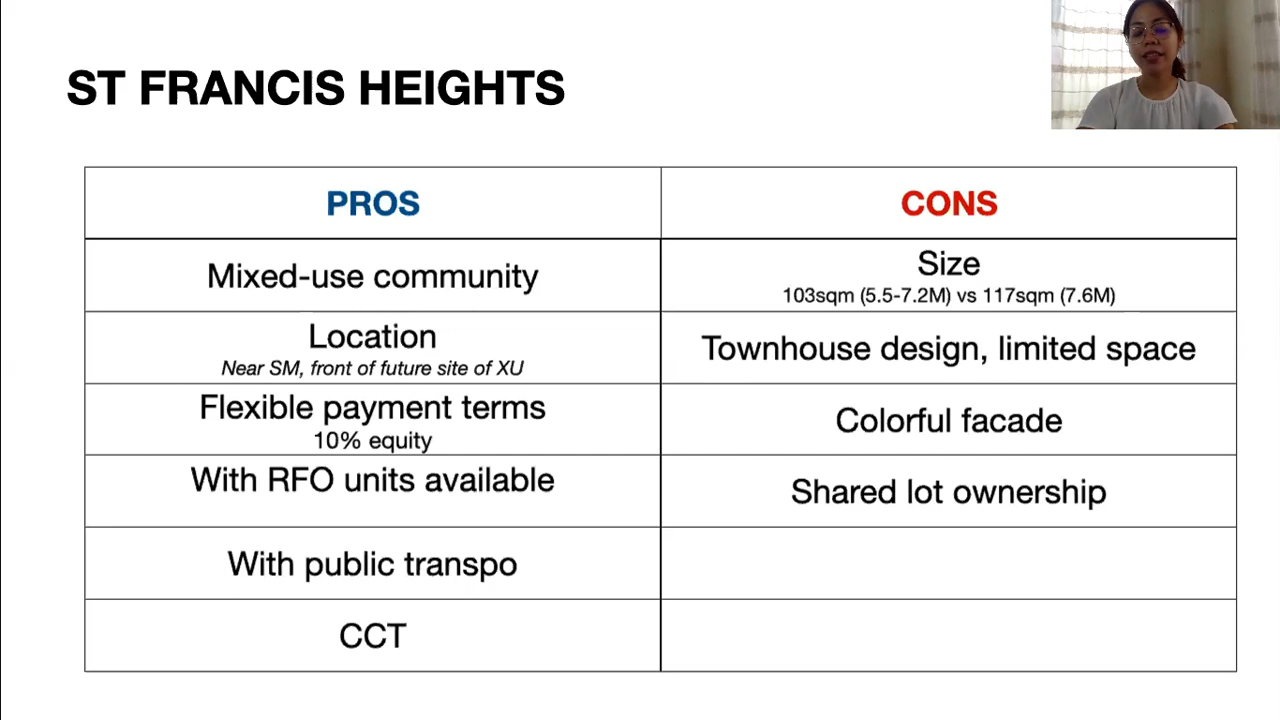 ST FRANCIS HEIGHTS
PROS
CONS
Mixed-use community
Size
103sqm (5.5-7.2M) vs 117sqm (7.6M)
Location
Near SM, front of future site of XU
Townhouse design, limited space
Flexible payment terms
10% equity
Colorful facade
With RFO units available
Shared lot ownership
With public transpo
CCT